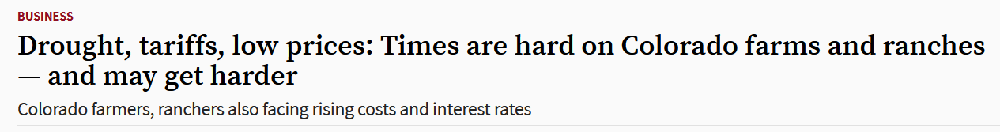 BUSINESS
Drought, tariffs, low prices: Times are hard on Colorado farms and ranches
— and may get harder
Colorado farmers, ranchers also facing rising costs and interest rates